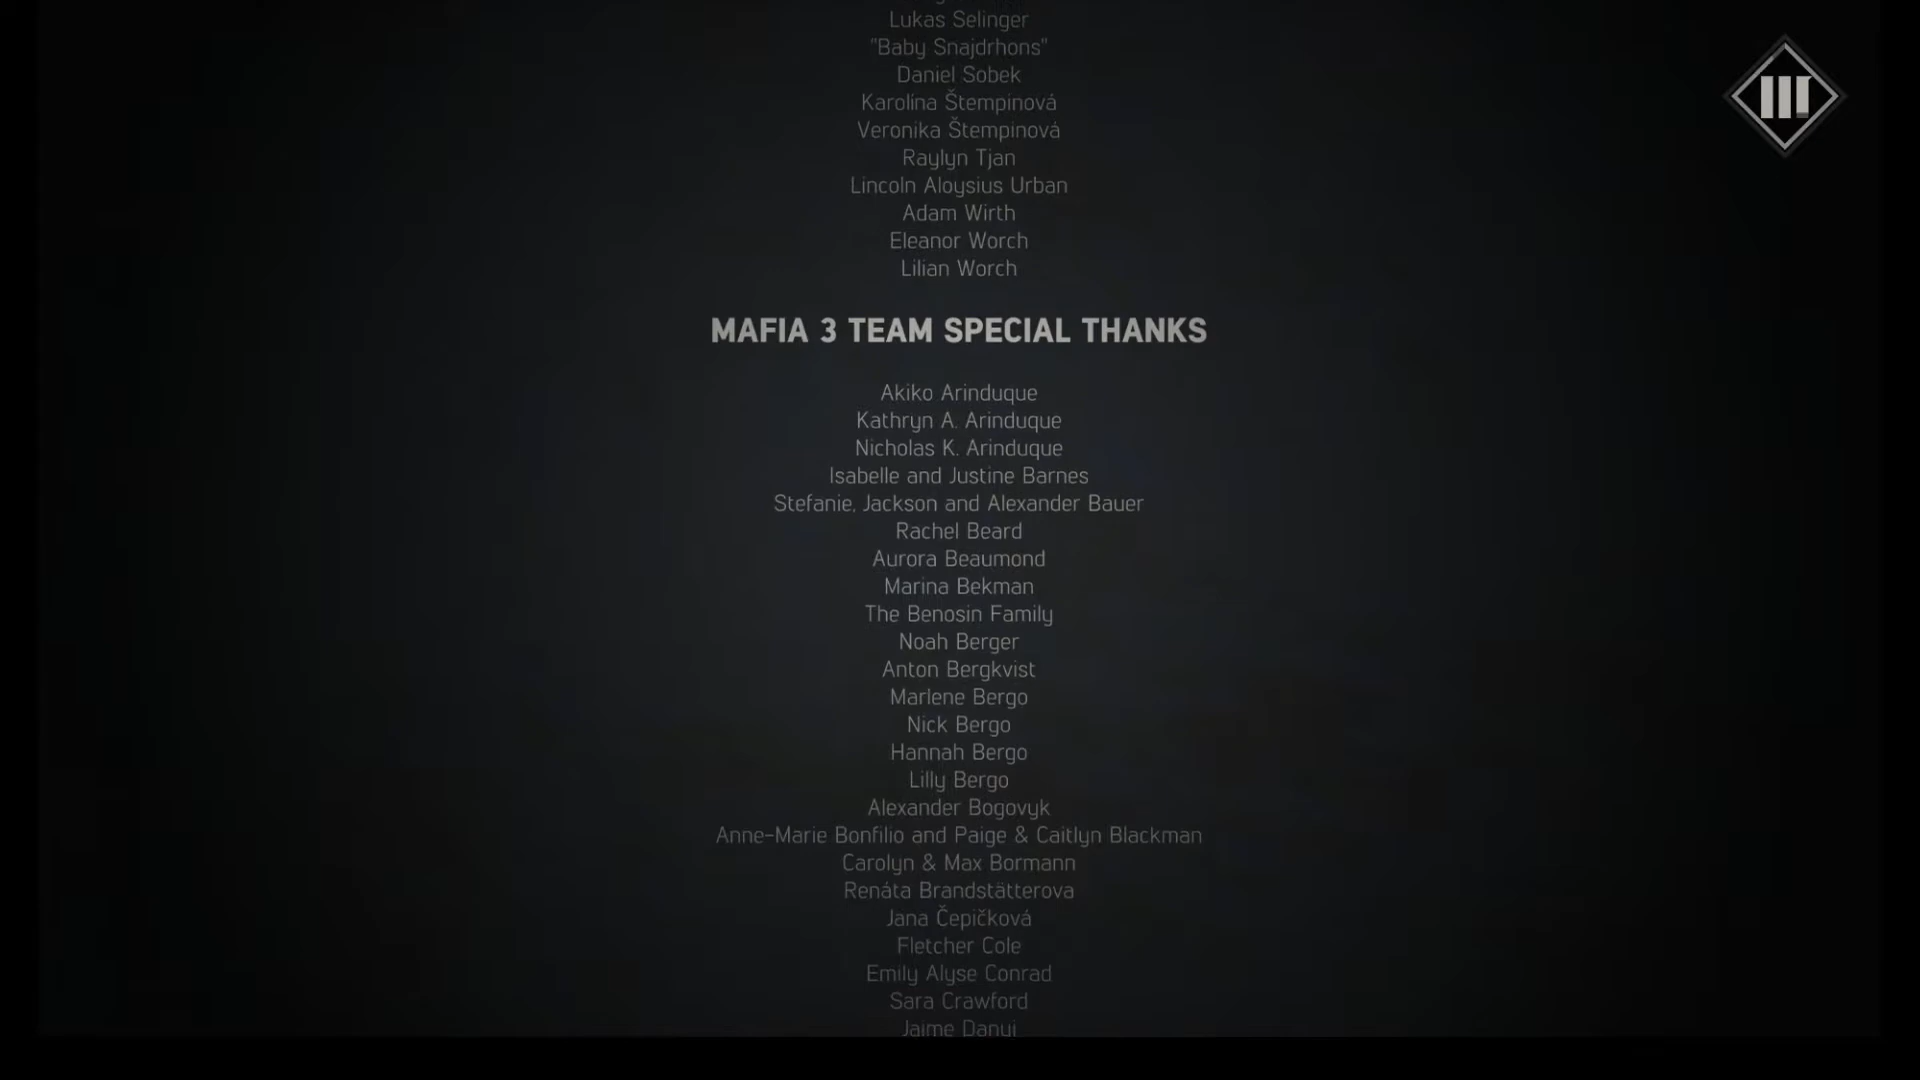 Lukas Selinger
"Baby Snajdrhons"
Daniel Sobek
Karolína Štempínová
Veronika Štempínová
Raylyn Tjan
Lincoln Aloysius Urban
Adam Wirth
Eleanor Worch
Lilian Worch
MAFIA 3 TEAM SPECIAL THANKS
Akiko Arinduque
Kathryn A. Arinduque
Nicholas K. Arinduque
Isabelle and Justine Barnes
Stefanie, Jackson and Alexander Bauer
Rachel Beard
Aurora Beaumond
Marina Bekman
The Benosin Family
Noah Berger
Anton Bergkvist
Marlene Bergo
Nick Bergo
Hannah Bergo
Lilly Bergo
Alexander Bogovyk
Anne-Marie Bonfilio and Paige & Caitlyn Blackman
Carolyn & Max Bormann
Renáta Brandstätterova
Jana Čepičková
Fletcher Cole
Emily Alyse Conrad
Sara Crawford
Jaime Danyi